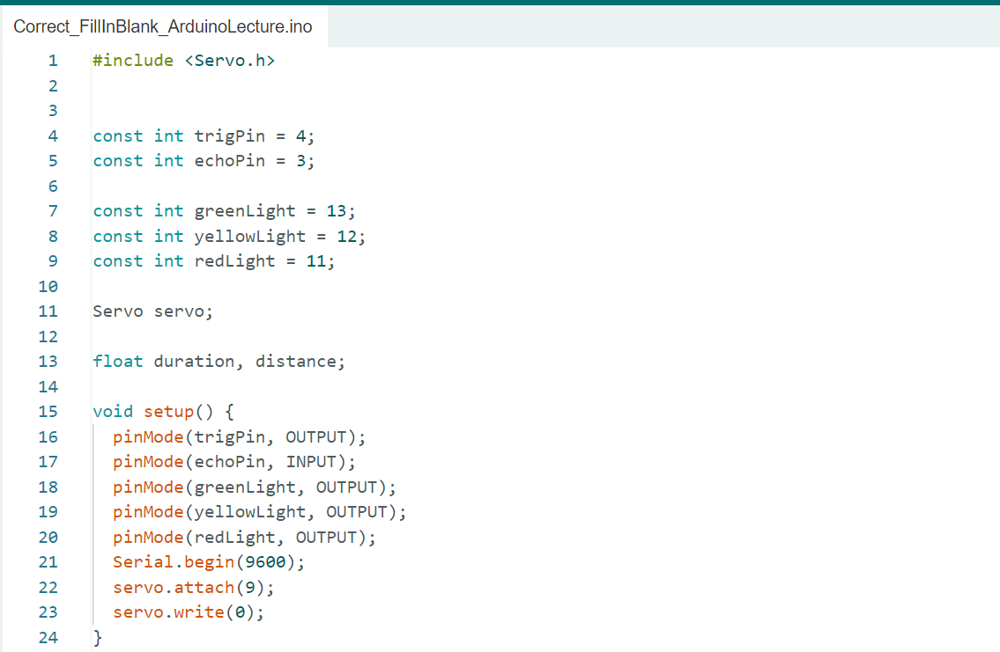 Correct_FillInBlank_ArduinoLecture.ino
1 #include <Servo.h>
2
3
4 const int trigPin = 4;
5 const int echoPin = 3;
6
7 const int greenLight = 13;
8 const int yellowLight = 12;
9 const int redLight = 11;
10
11 Servo servo;
12
13 float duration, distance;
14
15 void setup() {
16   pinMode(trigPin, OUTPUT);
17   pinMode(echoPin, INPUT);
18   pinMode(greenLight, OUTPUT);
19   pinMode(yellowLight, OUTPUT);
20   pinMode(redLight, OUTPUT);
21   Serial.begin(9600);
22   servo.attach(9);
23   servo.write(0);
24 }